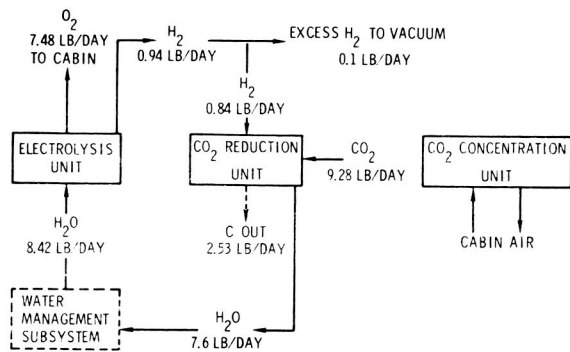 O₂
7.48 LB/DAY
TO CABIN
H₂
0.94 LB/DAY
EXCESS H₂ TO VACUUM
0.1 LB/DAY
H₂
0.84 LB/DAY
ELECTROLYSIS
UNIT
CO₂ REDUCTION
UNIT
CO₂
9.28 LB/DAY
CO₂ CONCENTRATION
UNIT
H₂O
8.42 LB/DAY
C OUT
2.53 LB/DAY
CABIN AIR
WATER
MANAGEMENT
SUBSYSTEM
H₂O
7.6 LB/DAY